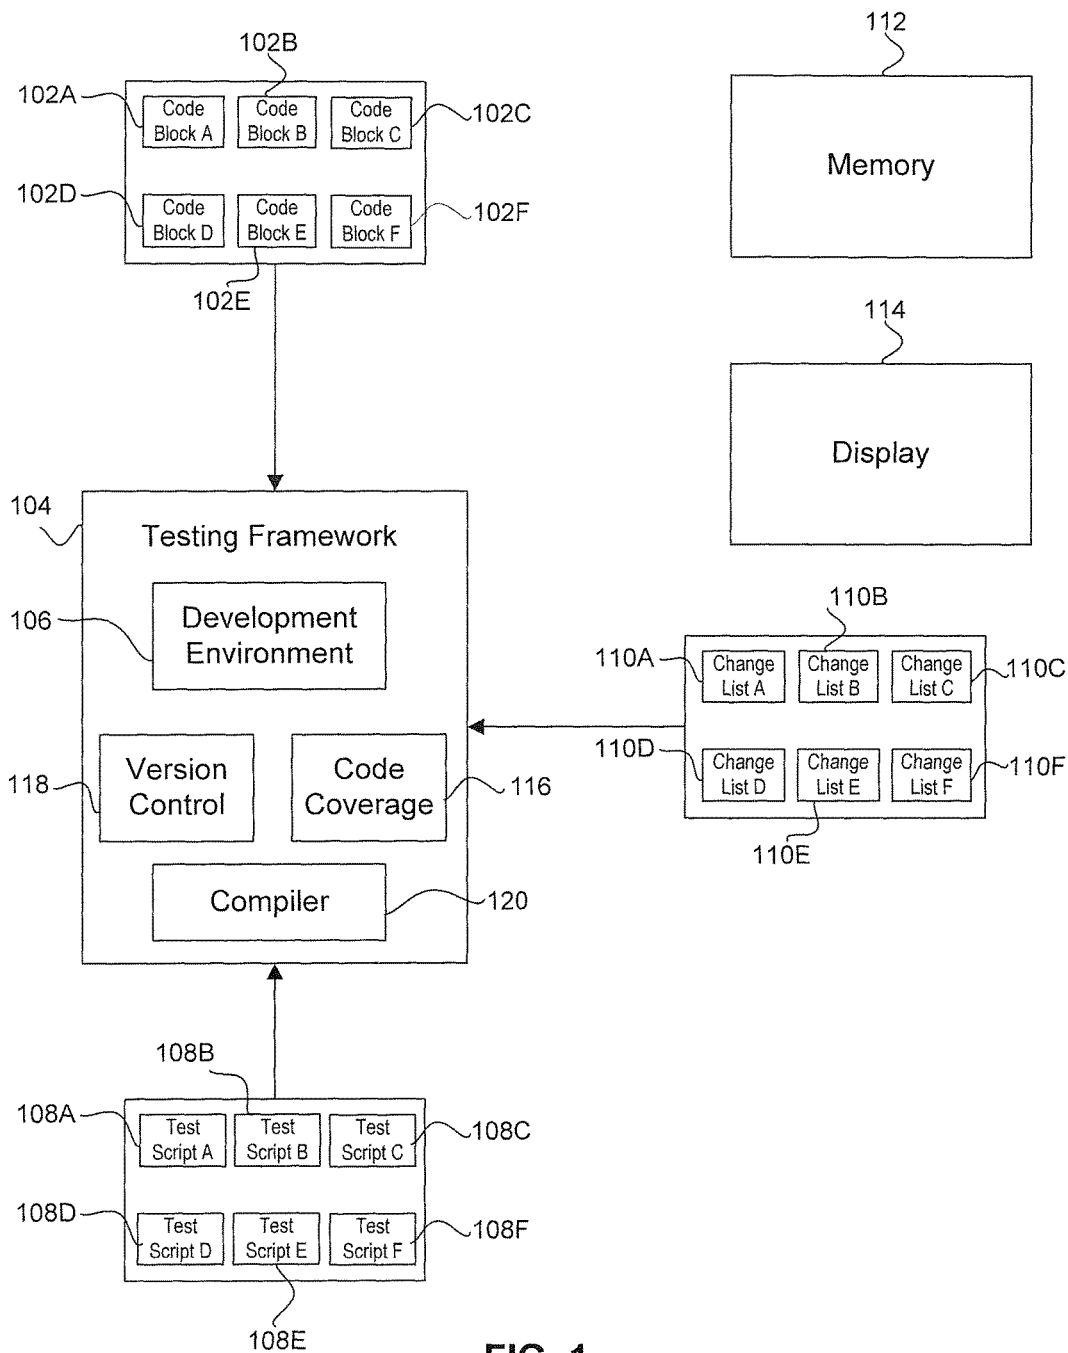 102B
112
102A
Code
Block A
Code
Block B
Code
Block C
102C
Memory
102D
Code
Block D
Code
Block E
Code
Block F
102F
102E
114
Display
104
Testing Framework
106
Development
Environment
110B
110A
Change
List A
Change
List B
Change
List C
110C
110D
Change
List D
Change
List E
Change
List F
110F
110E
118
Version
Control
Code
Coverage
116
Compiler
120
108B
108A
Test
Script A
Test
Script B
Test
Script C
108C
108D
Test
Script D
Test
Script E
Test
Script F
108F
108E
FIG. 1